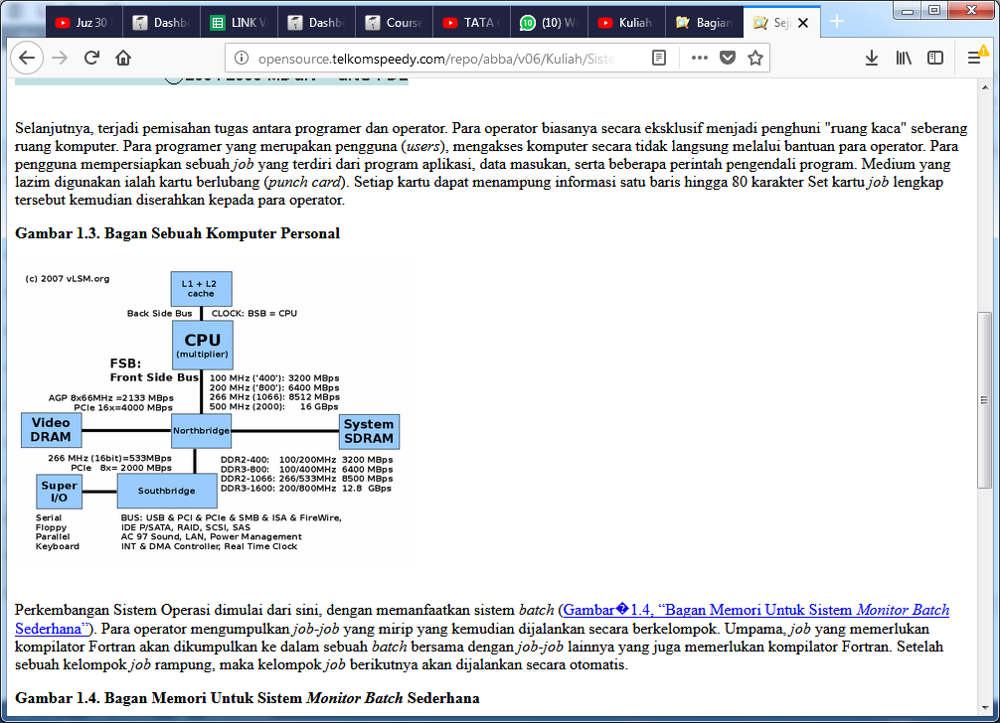 Juz 30
Dashb
LINK V
Dashb
Course
TATA
(10) W
Kuliah
Bagian
Sej
opensource.telkomspeedy.com/repo/abba/v06/Kuliah/Siste
Selanjutnya, terjadi pemisahan tugas antara programer dan operator. Para operator biasanya secara eksklusif menjadi penghuni "ruang kaca" seberang
ruang komputer. Para programer yang merupakan pengguna (users), mengakses komputer secara tidak langsung melalui bantuan para operator. Para
pengguna mempersiapkan sebuah job yang terdiri dari program aplikasi, data masukan, serta beberapa perintah pengendali program. Medium yang
lazim digunakan ialah kartu berlubang (punch card). Setiap kartu dapat menampung informasi satu baris hingga 80 karakter Set kartu job lengkap
tersebut kemudian diserahkan kepada para operator.
Gambar 1.3. Bagan Sebuah Komputer Personal
(c) 2007 vLSM.org
L1 + L2
cache
Back Side Bus
CLOCK: BSB = CPU
CPU
(multiplier)
FSB:
Front Side Bus
100 MHz ('400'): 3200 MBps
200 MHz ('800'): 6400 MBps
266 MHz (1066): 8512 MBps
500 MHz (2000): 16 GBps
AGP 8x66MHz =2133 MBps
PCIe 16x=4000 MBps
Video
DRAM
Northbridge
System
SDRAM
266 MHz (16bit)=533MBps
PCIe 8x= 2000 MBps
DDR2-400: 100/200MHz 3200 MBps
DDR3-800: 100/400MHz 6400 MBps
DDR2-1066: 266/533MHz 8500 MBps
DDR3-1600: 200/800MHz 12.8 GBps
Super
I/O
Southbridge
Serial
Floppy
Parallel
Keyboard
BUS: USB & PCI & PCIe & SMB & ISA & FireWire,
IDE P/SATA, RAID, SCSI, SAS
AC 97 Sound, LAN, Power Management
INT & DMA Controller, Real Time Clock
Perkembangan Sistem Operasi dimulai dari sini, dengan memanfaatkan sistem batch (Gambar�1.4, “Bagan Memori Untuk Sistem Monitor Batch
Sederhana”). Para operator mengumpulkan job-job yang mirip yang kemudian dijalankan secara berkelompok. Umpama, job yang memerlukan
kompilator Fortran akan dikumpulkan ke dalam sebuah batch bersama dengan job-job lainnya yang juga memerlukan kompilator Fortran. Setelah
sebuah kelompok job rampung, maka kelompok job berikutnya akan dijalankan secara otomatis.
Gambar 1.4. Bagan Memori Untuk Sistem Monitor Batch Sederhana